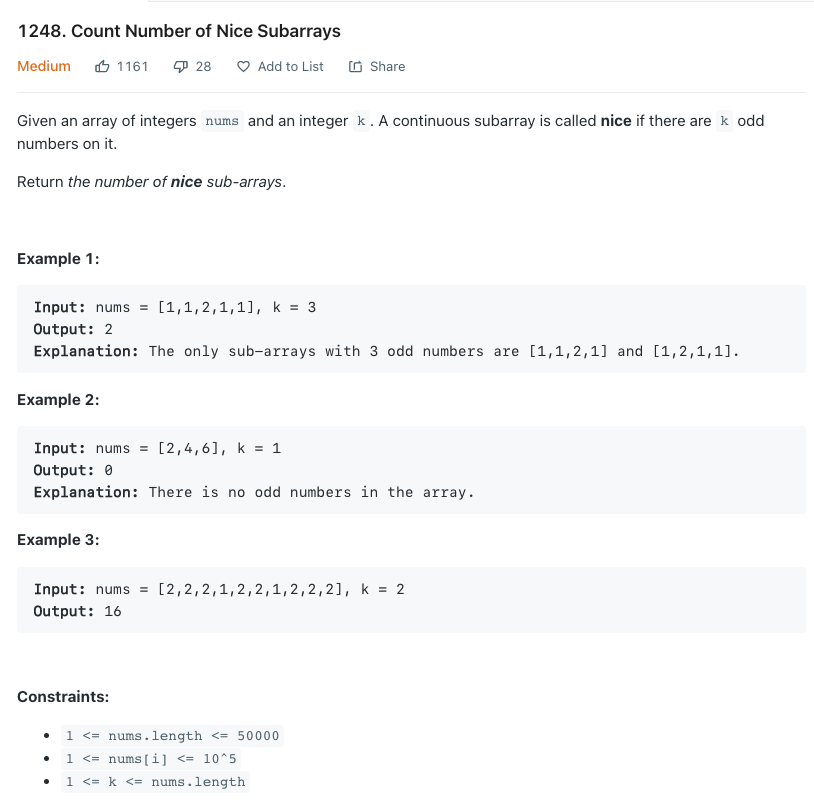 1248. Count Number of Nice Subarrays
Medium 1161 28 Add to List Share
Given an array of integers nums and an integer k . A continuous subarray is called nice if there are k odd
numbers on it.
Return the number of nice sub-arrays.
Example 1:
Input: nums = [1,1,2,1,1], k = 3
Output: 2
Explanation: The only sub-arrays with 3 odd numbers are [1,1,2,1] and [1,2,1,1].
Example 2:
Input: nums = [2,4,6], k = 1
Output: 0
Explanation: There is no odd numbers in the array.
Example 3:
Input: nums = [2,2,2,1,2,2,1,2,2,2], k = 2
Output: 16
Constraints:
• 1 <= nums.length <= 50000
• 1 <= nums[i] <= 10^5
• 1 <= k <= nums.length